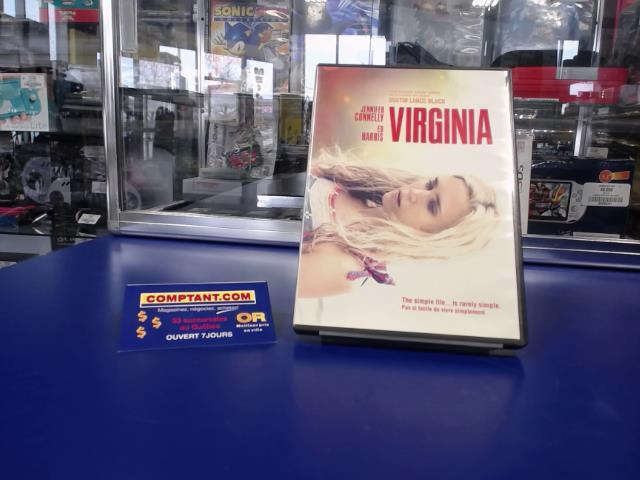 SONIC
DUSTIN LANCE BLACK
JENNIFER
CONNELLY
ED
HARRIS
VIRGINIA
The simple life ... is rarely simple.
Pas si facile de vivre simplement.
COMPTANT.COM
Magasinez, négociez, achetez!
33 succursales
au Québec
OUVERT 7JOURS
OR
Meilleur prix
en ville
Lite